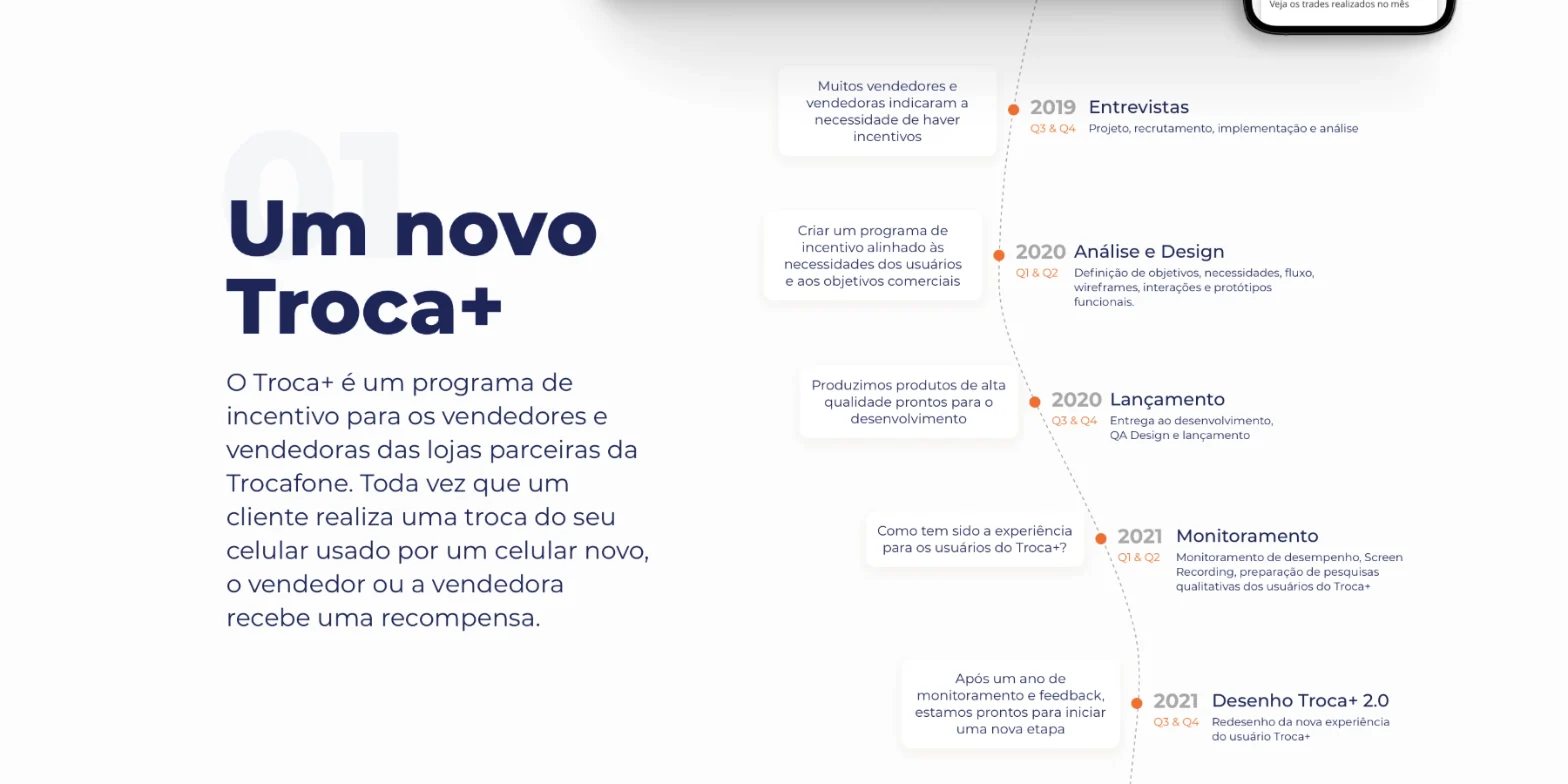 Veja os trades realizados no mês
01
Um novo
Troca+
O Troca+ é um programa de
incentivo para os vendedores e
vendedoras das lojas parceiras da
Trocafone. Toda vez que um
cliente realiza uma troca do seu
celular usado por um celular novo,
o vendedor ou a vendedora
recebe uma recompensa.
Muitos vendedores e
vendedoras indicaram a
necessidade de haver
incentivos
2019 Entrevistas
Q3 & Q4 Projeto, recrutamento, implementação e análise
Criar um programa de
incentivo alinhado às
necessidades dos usuários
e aos objetivos comerciais
2020 Análise e Design
Q1 & Q2 Definição de objetivos, necessidades, fluxo,
wireframes, interações e protótipos
funcionais.
Produzimos produtos de alta
qualidade prontos para o
desenvolvimento
2020 Lançamento
Q3 & Q4 Entrega ao desenvolvimento,
QA Design e lançamento
Como tem sido a experiência
para os usuários do Troca+?
2021 Monitoramento
Q1 & Q2 Monitoramento de desempenho, Screen
Recording, preparação de pesquisas
qualitativas dos usuários do Troca+
Após um ano de
monitoramento e feedback,
estamos prontos para iniciar
uma nova etapa
2021 Desenho Troca+ 2.0
Q3 & Q4 Redesenho da nova experiência
do usuário Troca+